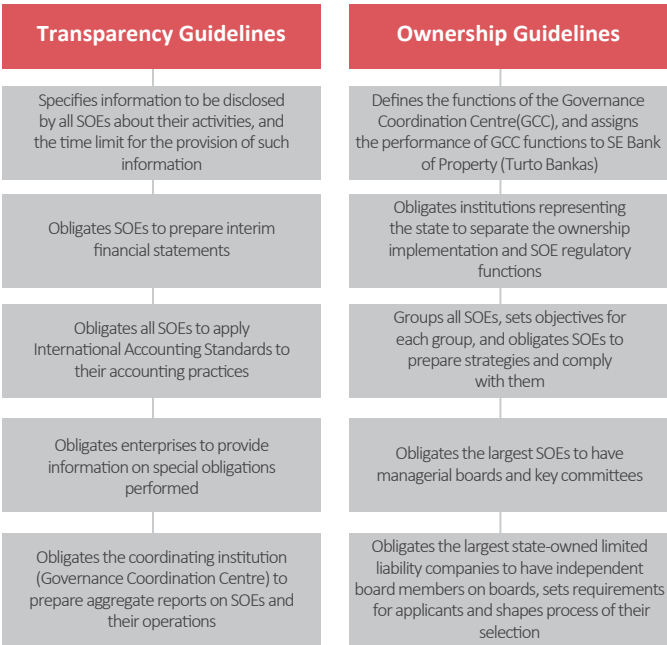 Transparency Guidelines
Specifies information to be disclosed
by all SOEs about their activities, and
the time limit for the provision of such
information
Obligates SOEs to prepare interim
financial statements
Obligates all SOEs to apply
International Accounting Standards to
their accounting practices
Obligates enterprises to provide
information on special obligations
performed
Obligates the coordinating institution
(Governance Coordination Centre) to
prepare aggregate reports on SOEs and
their operations
Ownership Guidelines
Defines the functions of the Governance
Coordination Centre(GCC), and assigns
the performance of GCC functions to SE Bank
of Property (Turto Bankas)
Obligates institutions representing
the state to separate the ownership
implementation and SOE regulatory
functions
Groups all SOEs, sets objectives for
each group, and obligates SOEs to
prepare strategies and comply
with them
Obligates the largest SOEs to have
managerial boards and key committees
Obligates the largest state-owned limited
liability companies to have independent
board members on boards, sets requirements
for applicants and shapes process of their
selection